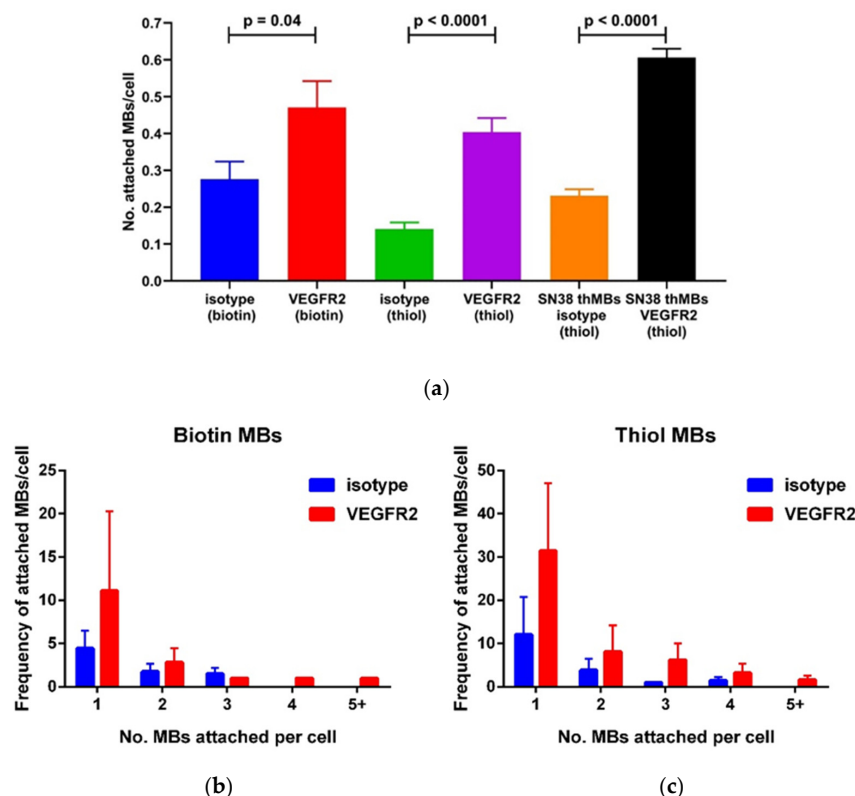 p = 0.04 p < 0.0001 p < 0.0001
No. attached MBs/cell
0.7
0.6
0.5
0.4
0.3
0.2
0.1
0.0
isotype (biotin)
VEGFR2 (biotin)
isotype (thiol)
VEGFR2 (thiol)
SN38 thMBs isotype (thiol)
SN38 thMBs VEGFR2 (thiol)
(a)
Biotin MBs
Frequency of attached MBs/cell
25
20
15
10
5
0
isotype
VEGFR2
1 2 3 4 5+
No. MBs attached per cell
(b)
Thiol MBs
Frequency of attached MBs/cell
50
40
30
20
10
0
isotype
VEGFR2
1 2 3 4 5+
No. MBs attached per cell
(c)